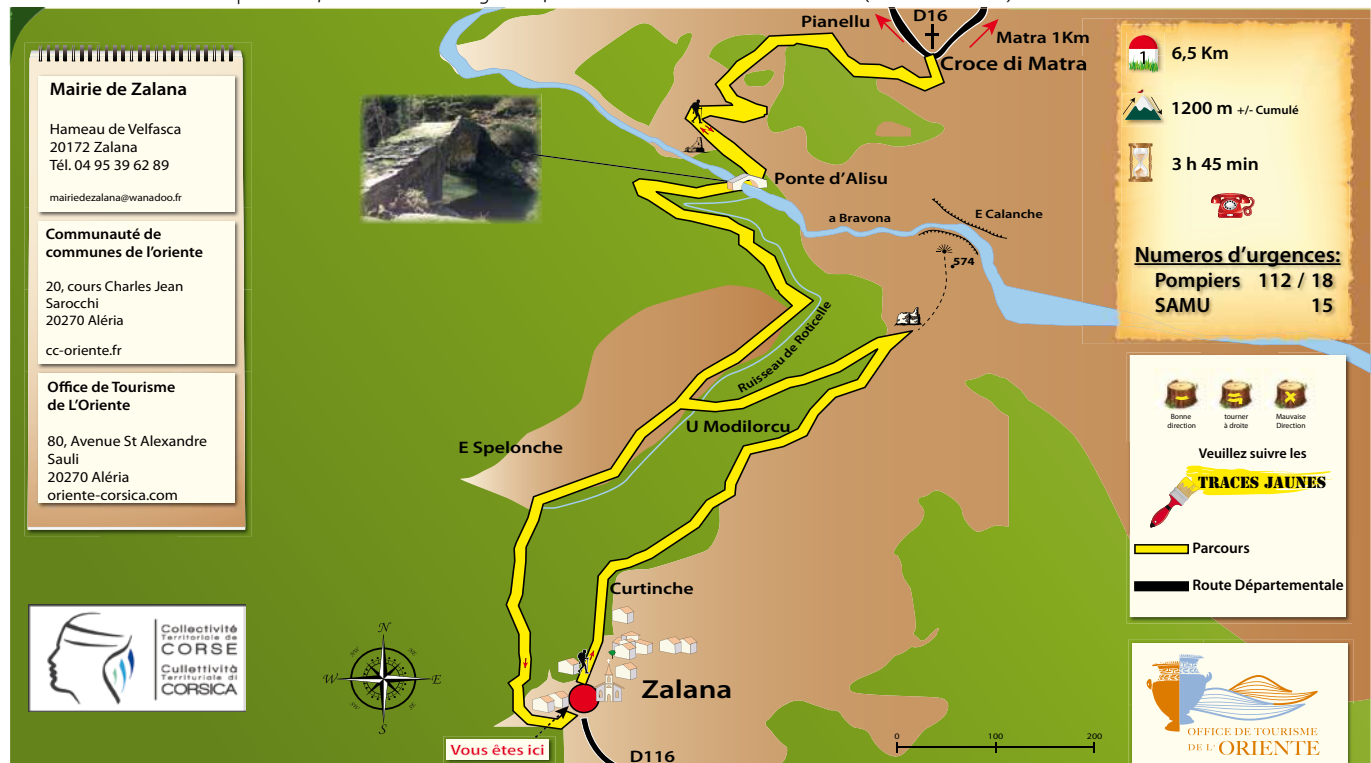 Mairie de Zalana
Hameau de Velfasca
20172 Zalana
Tél. 04 95 39 62 89
mairiedezalana@wanadoo.fr
Communauté de
communes de l'oriente
20, cours Charles Jean
Sarocchi
20270 Aléria
cc-oriente.fr
Office de Tourisme
de L'Oriente
80, Avenue St Alexandre
Sauli
20270 Aléria
oriente-corsica.com
Collectivité
Territoriale de
CORSE
Cullettività
Territuriale di
CORSICA
Pianellu
D16
Matra 1Km
Croce di Matra
Ponte d'Alisu
a Bravona
E Calanche
574
Ruisseau de Roticelle
U Modilorcu
E Spelonche
Curtinche
Zalana
Vous êtes ici
D116
N
NW
NE
W
E
SW
SE
S
0
100
200
1
6,5 Km
1200 m +/- Cumulé
3 h 45 min
Numeros d'urgences:
Pompiers 112 / 18
SAMU 15
Bonne
direction
tourner
à droite
Mauvaise
Direction
Veuillez suivre les
TRACES JAUNES
Parcours
Route Départementale
OFFICE DE TOURISME
DE L' ORIENTE